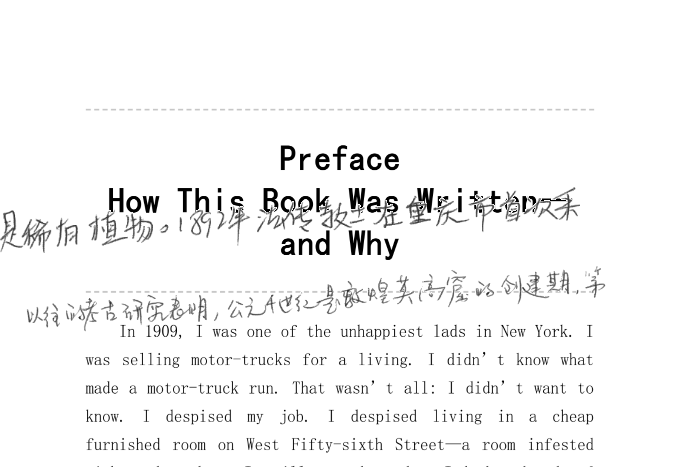 Preface
How This Book Was Written—
是稀有植物。1892年法传教士在重庆市首次采
and Why
以往的考古研究表明，公元4世纪是敦煌莫高窟的创建期，第
In 1909, I was one of the unhappiest lads in New York. I
was selling motor-trucks for a living. I didn’t know what
made a motor-truck run. That wasn’t all: I didn’t want to
know. I despised my job. I despised living in a cheap
furnished room on West Fifty-sixth Street—a room infested